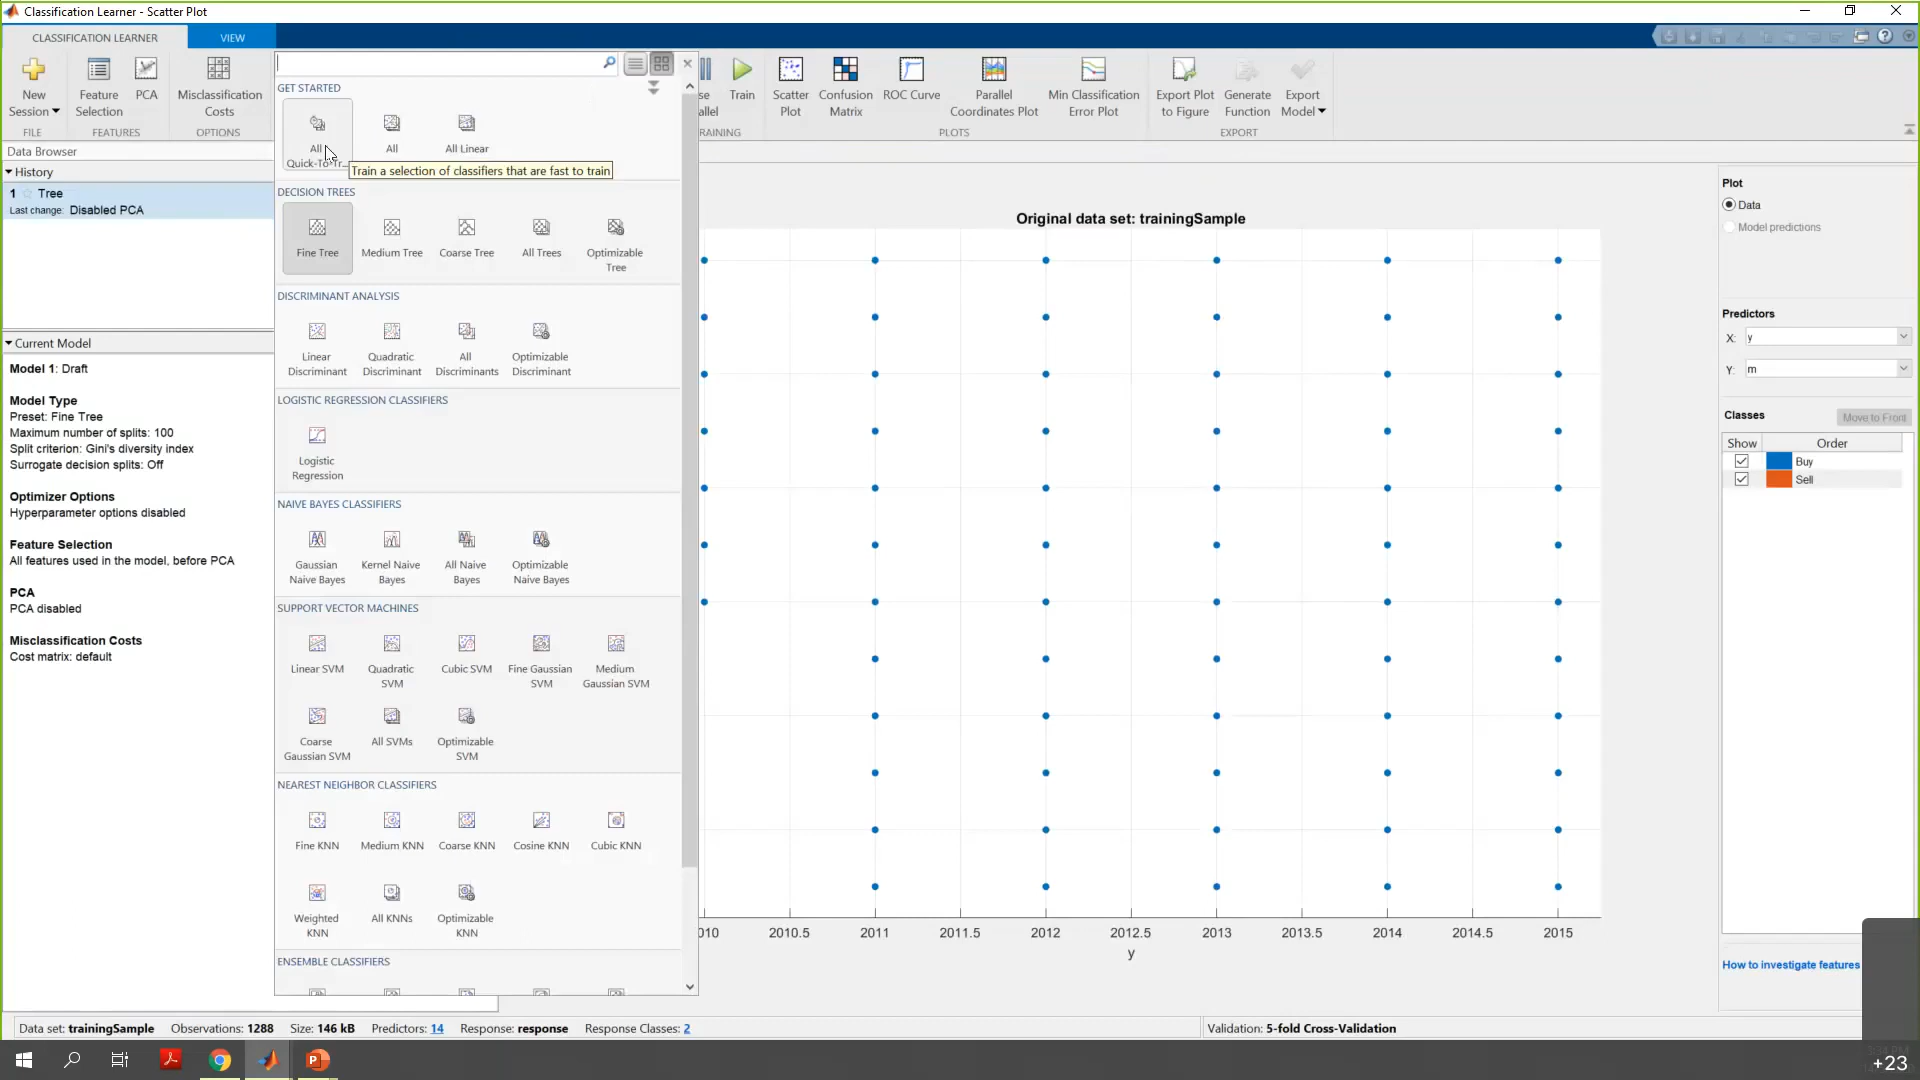 Classification Learner - Scatter Plot
CLASSIFICATION LEARNER
VIEW
New
Session
Feature
Selection
PCA
Misclassification
Costs
FILE
FEATURES
OPTIONS
Train
Scatter
Plot
Confusion
Matrix
ROC Curve
Parallel
Coordinates Plot
Min Classification
Error Plot
Export Plot
to Figure
Generate
Function
Export
Model
RAINING
PLOTS
EXPORT
Data Browser
History
1 Tree
Last change: Disabled PCA
Current Model
Model 1: Draft
Model Type
Preset: Fine Tree
Maximum number of splits: 100
Split criterion: Gini's diversity index
Surrogate decision splits: Off
Optimizer Options
Hyperparameter options disabled
Feature Selection
All features used in the model, before PCA
PCA
PCA disabled
Misclassification Costs
Cost matrix: default
GET STARTED
All
Quick-To-Tr...
All
All Linear
Train a selection of classifiers that are fast to train
DECISION TREES
Fine Tree
Medium Tree
Coarse Tree
All Trees
Optimizable
Tree
DISCRIMINANT ANALYSIS
Linear
Discriminant
Quadratic
Discriminant
All
Discriminants
Optimizable
Discriminant
LOGISTIC REGRESSION CLASSIFIERS
Logistic
Regression
NAIVE BAYES CLASSIFIERS
Gaussian
Naive Bayes
Kernel Naive
Bayes
All Naive
Bayes
Optimizable
Naive Bayes
SUPPORT VECTOR MACHINES
Linear SVM
Quadratic
SVM
Cubic SVM
Fine Gaussian
SVM
Medium
Gaussian SVM
Coarse
Gaussian SVM
All SVMs
Optimizable
SVM
NEAREST NEIGHBOR CLASSIFIERS
Fine KNN
Medium KNN
Coarse KNN
Cosine KNN
Cubic KNN
Weighted
KNN
All KNNs
Optimizable
KNN
ENSEMBLE CLASSIFIERS
Original data set: trainingSample
010 2010.5 2011 2011.5 2012 2012.5 2013 2013.5 2014 2014.5 2015
y
Plot
Data
Model predictions
Predictors
X: y
Y: m
Classes
Move to Front
Show Order
Buy
Sell
How to investigate features
Data set: trainingSample Observations: 1288 Size: 146 kB Predictors: 14 Response: response Response Classes: 2
Validation: 5-fold Cross-Validation
+23